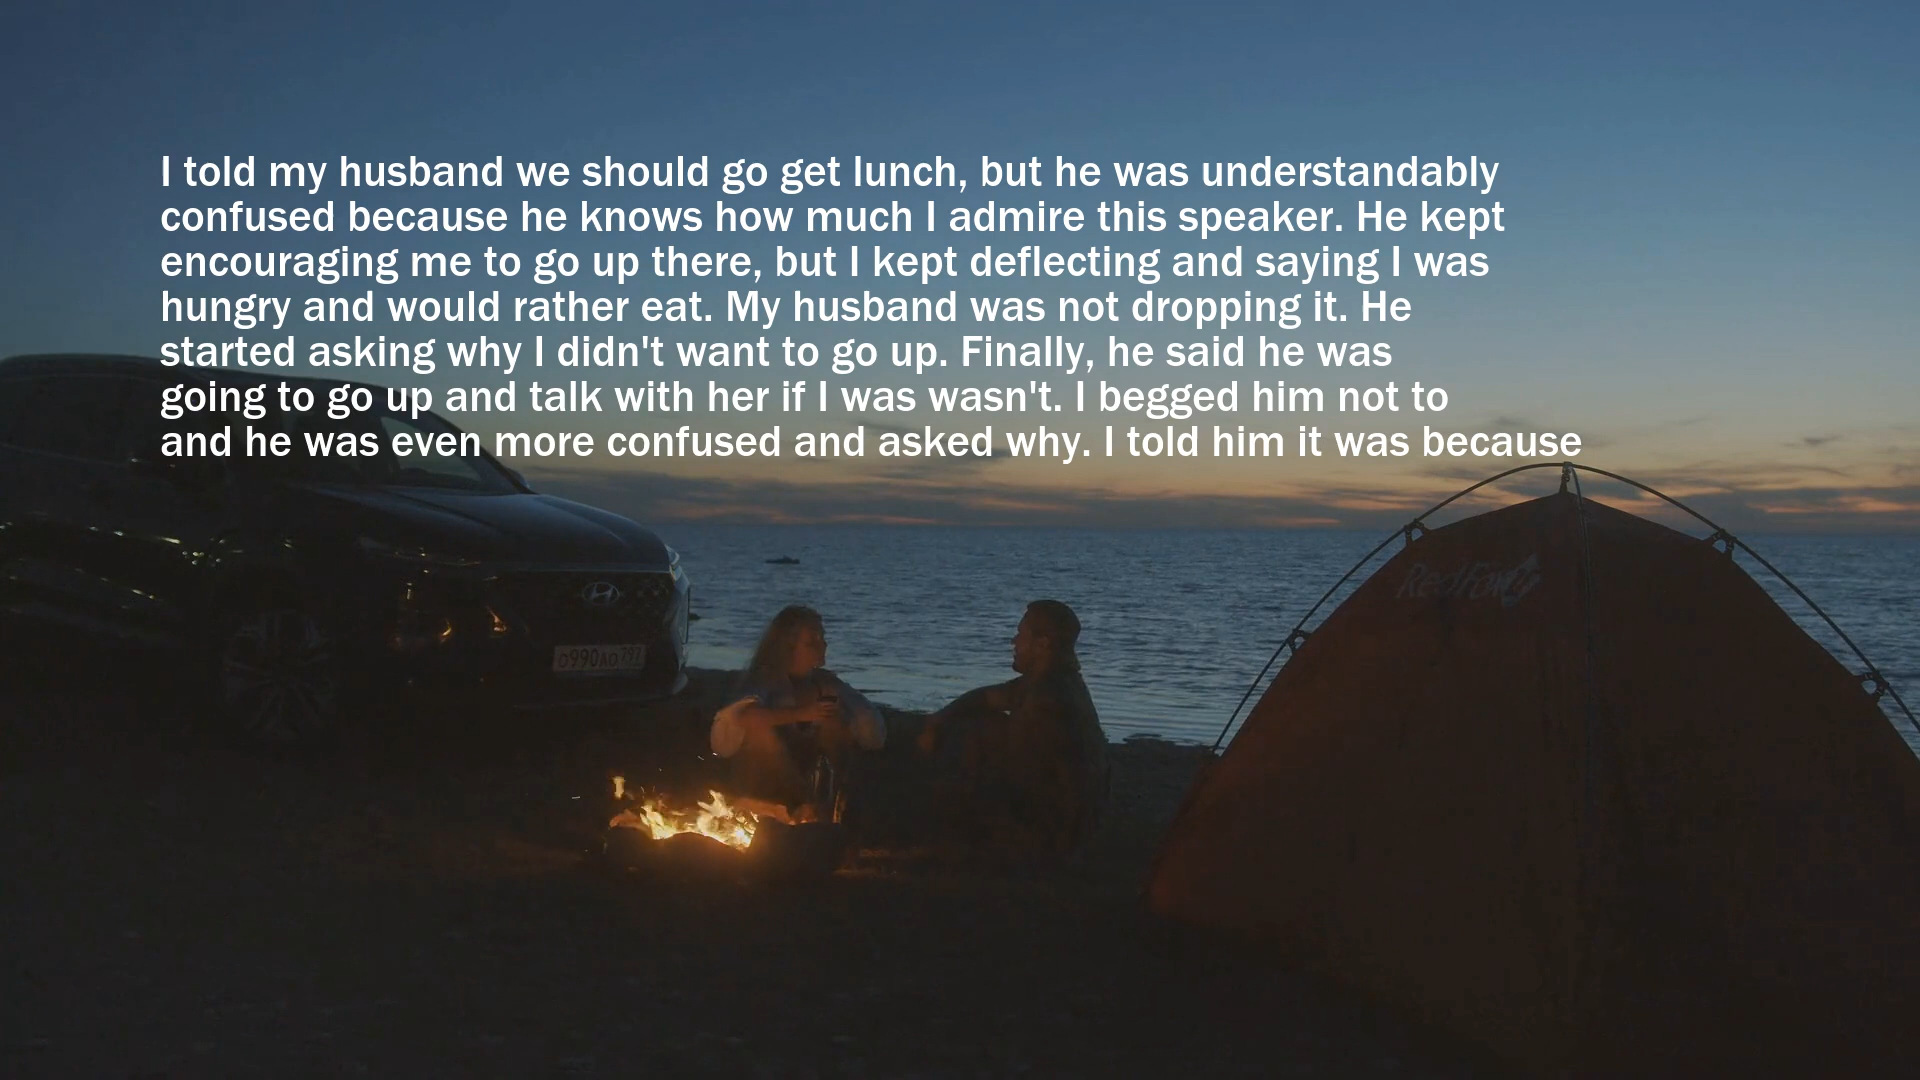 I told my husband we should go get lunch, but he was understandably
confused because he knows how much I admire this speaker. He kept
encouraging me to go up there, but I kept deflecting and saying I was
hungry and would rather eat. My husband was not dropping it. He
started asking why I didn't want to go up. Finally, he said he was
going to go up and talk with her if I was wasn't. I begged him not to
and he was even more confused and asked why. I told him it was because
О990АО 797